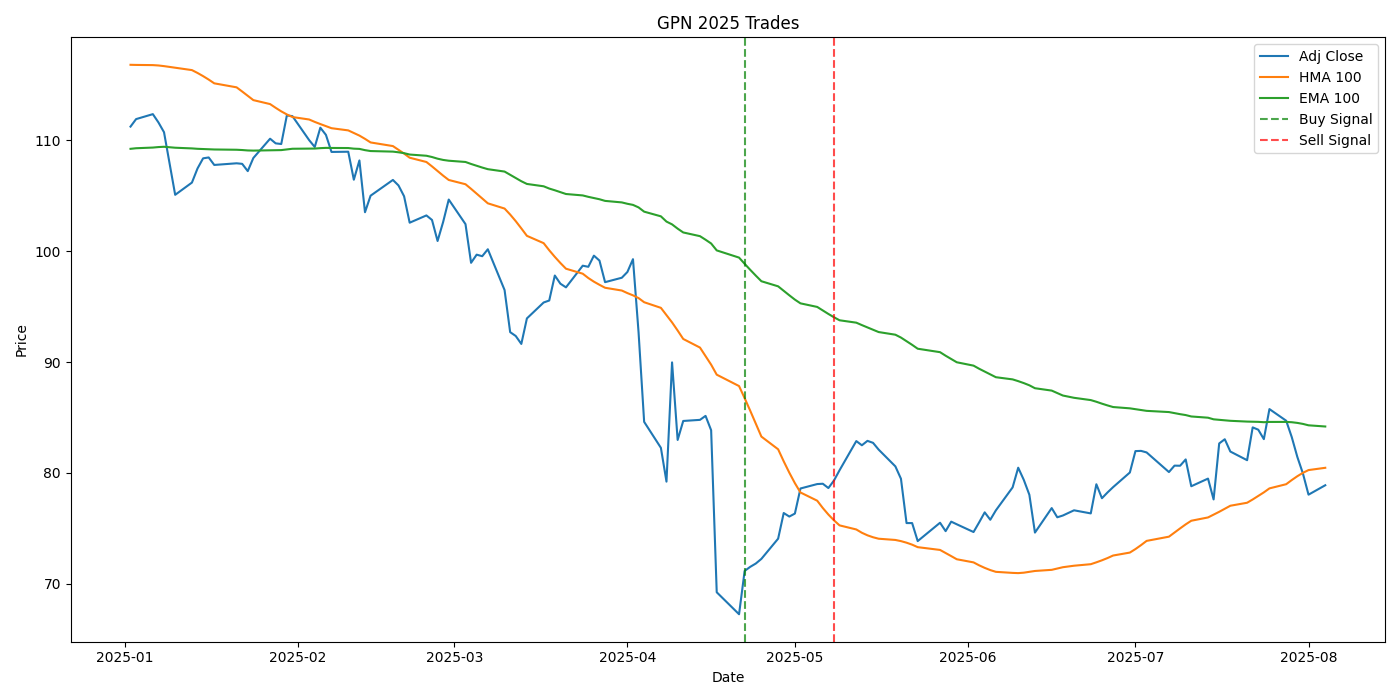 GPN 2025 Trades
Adj Close
HMA 100
EMA 100
Buy Signal
Sell Signal
Price
110
100
90
80
70
2025-01
2025-02
2025-03
2025-04
2025-05
2025-06
2025-07
2025-08
Date